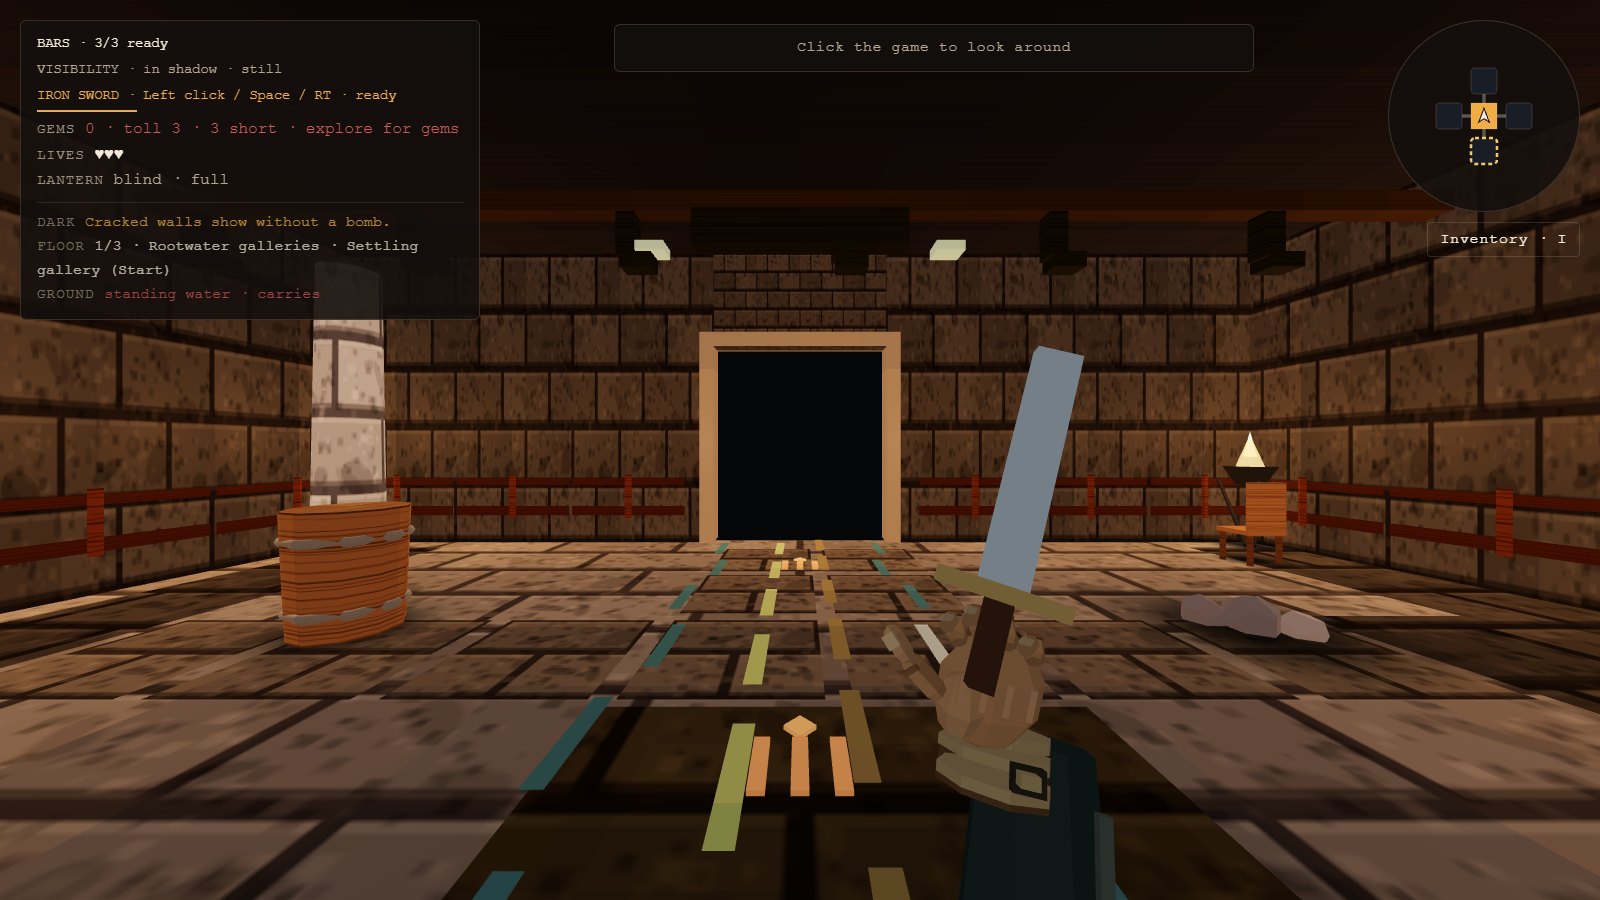 BARS · 3/3 ready
VISIBILITY · in shadow · still
IRON SWORD · Left click / Space / RT · ready
GEMS 0 · toll 3 · 3 short · explore for gems
LIVES ♥♥♥
LANTERN blind · full
DARK Cracked walls show without a bomb.
FLOOR 1/3 · Rootwater galleries · Settling
gallery (Start)
GROUND standing water · carries
Click the game to look around
Inventory · I